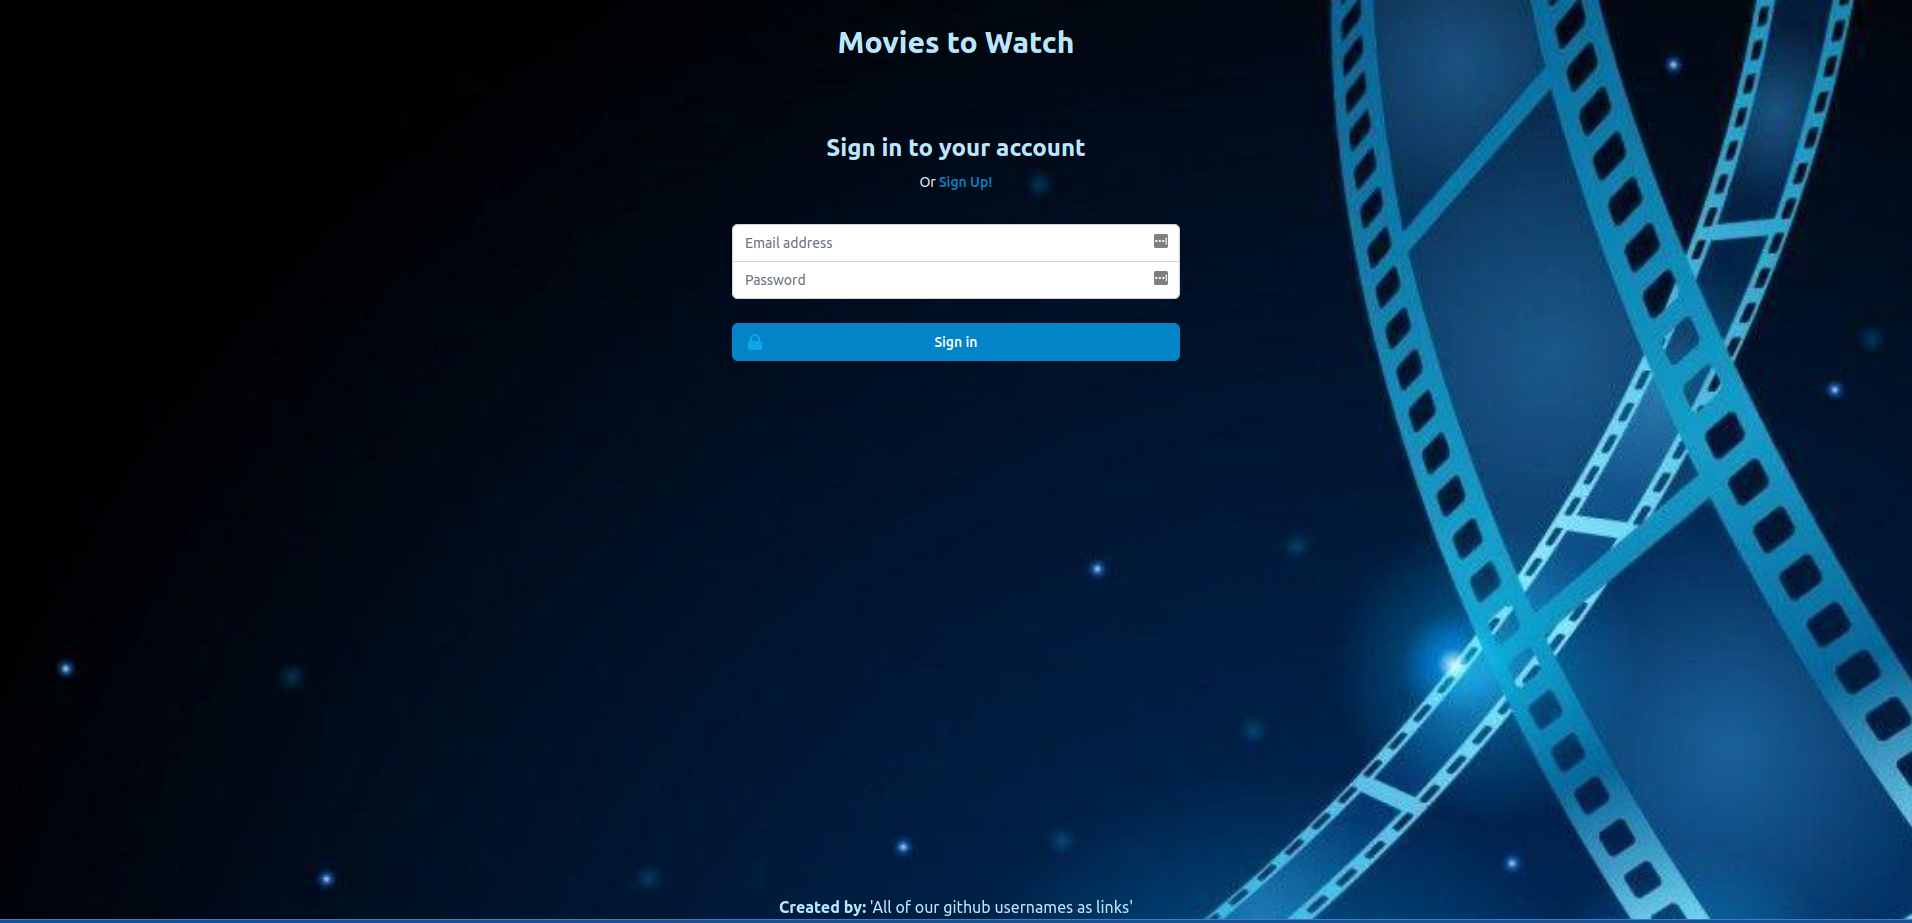 Movies to Watch
Sign in to your account
Or Sign Up!
Email address
Password
Sign in
Created by: 'All of our github usernames as links'